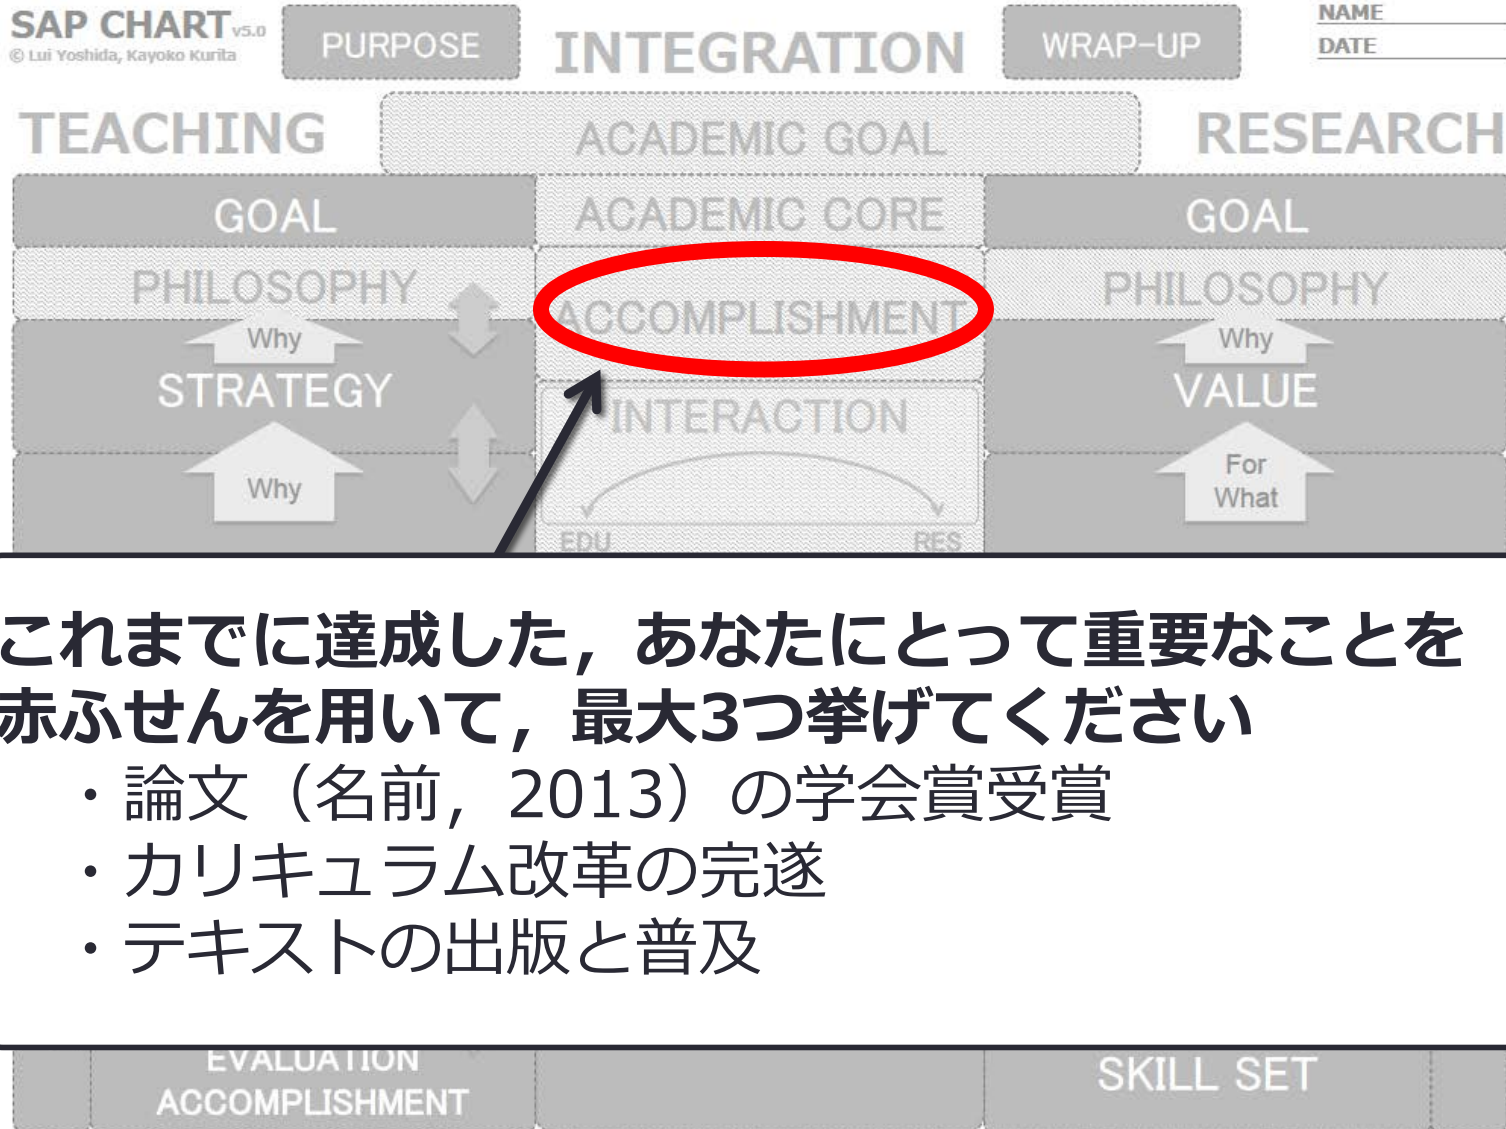 SAP CHART v5.0
© Lui Yoshida, Kayoko Kurita
PURPOSE
INTEGRATION
WRAP-UP
NAME
DATE
TEACHING
ACADEMIC GOAL
RESEARCH
GOAL
ACADEMIC CORE
GOAL
PHILOSOPHY
ACCOMPLISHMENT
PHILOSOPHY
Why
Why
STRATEGY
INTERACTION
VALUE
Why
For
What
EDU
RES
これまでに達成した，あなたにとって重要なことを
赤ふせんを用いて，最大3つ挙げてください
・論文（名前，2013）の学会賞受賞
・カリキュラム改革の完遂
・テキストの出版と普及
EVALUATION
ACCOMPLISHMENT
SKILL SET